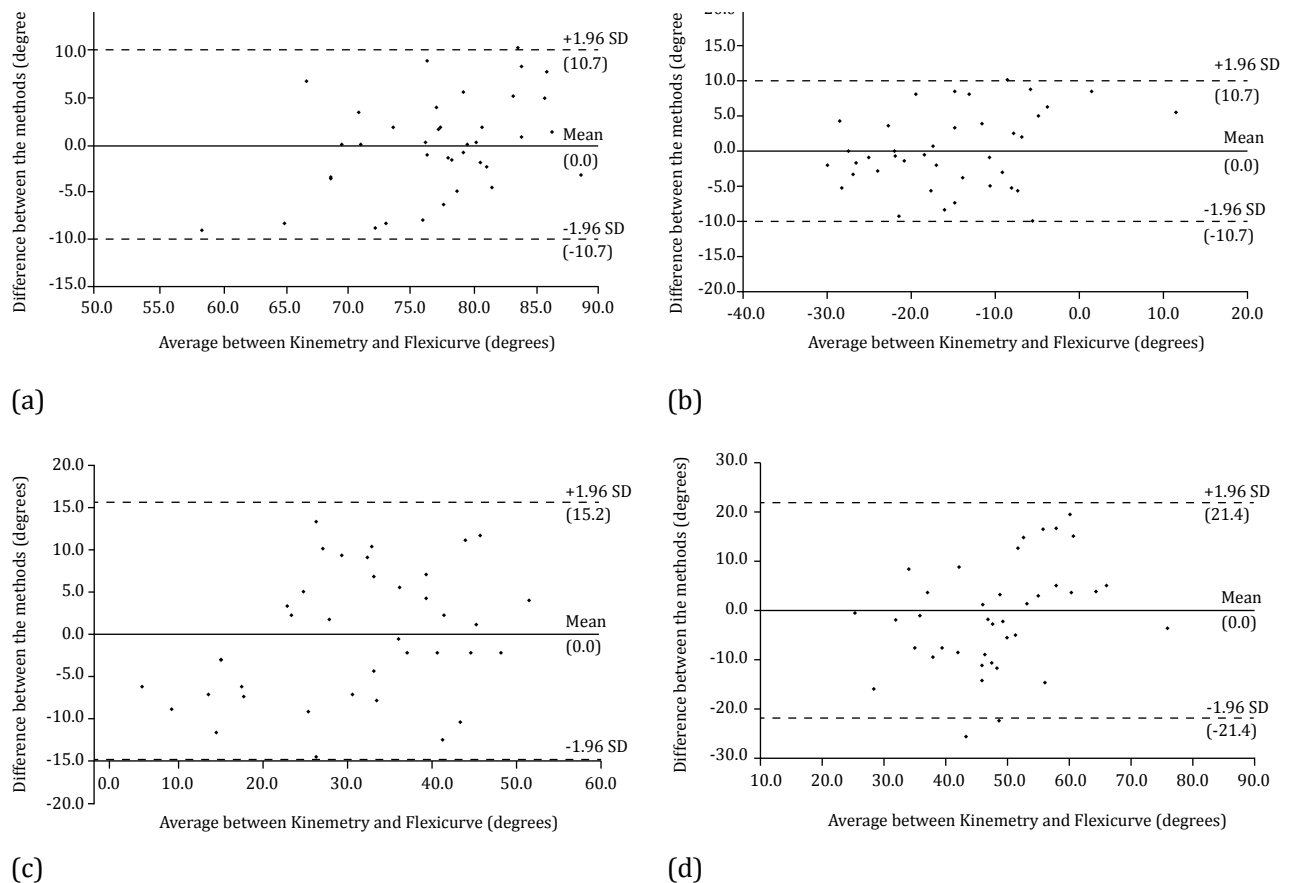 Difference between the methods (degree
10.0
5.0
0.0
-5.0
-10.0
-15.0
+1.96 SD
(10.7)
Mean
(0.0)
-1.96 SD
(-10.7)
50.0 55.0 60.0 65.0 70.0 75.0 80.0 85.0 90.0
Average between Kinemetry and Flexicurve (degrees)
(a)
Difference between the methods (degree
20.0
15.0
10.0
5.0
0.0
-5.0
-10.0
-15.0
-20.0
+1.96 SD
(10.7)
Mean
(0.0)
-1.96 SD
(-10.7)
-40.0 -30.0 -20.0 -10.0 0.0 10.0 20.0
Average between Kinemetry and Flexicurve (degrees)
(b)
Difference between the methods (degrees)
20.0
15.0
10.0
5.0
0.0
-5.0
-10.0
-15.0
-20.0
+1.96 SD
(15.2)
Mean
(0.0)
-1.96 SD
0.0 10.0 20.0 30.0 40.0 50.0 60.0
Average between Kinemetry and Flexicurve (degrees)
(c)
Difference between the methods (degrees)
30.0
20.0
10.0
0.0
-10.0
-20.0
-30.0
+1.96 SD
(21.4)
Mean
(0.0)
-1.96 SD
(-21.4)
10.0 20.0 30.0 40.0 50.0 60.0 70.0 80.0 90.0
Average between Kinemetry and Flexicurve (degrees)
(d)